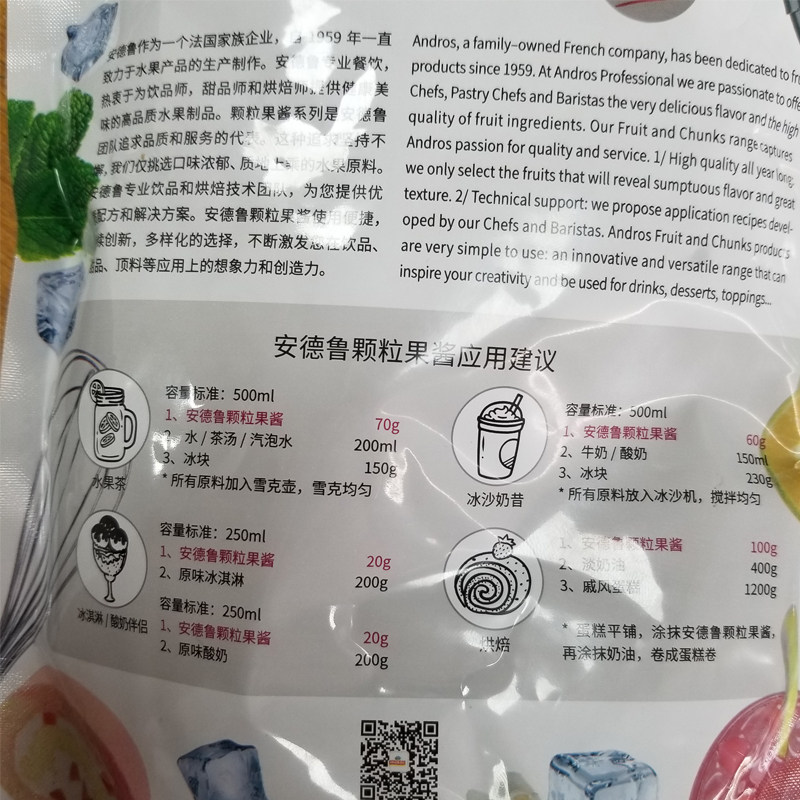 安德鲁作为一个法国家族企业，自 1959 年一直
致力于水果产品的生产制作。安德鲁专业餐饮，
热衷于为饮品师，甜品师和烘焙师提供健康美
味的高品质水果制品。颗粒果酱系列是安德鲁
团队追求品质和服务的代表。这种追求坚持不
懈，我们仅挑选口味浓郁、质地上乘的水果原料。
安德鲁专业饮品和烘焙技术团队，为您提供优
配方和解决方案。安德鲁颗粒果酱使用便捷，
续创新，多样化的选择，不断激发您在饮品、
品、顶料等应用上的想象力和创造力。
Andros, a family-owned French company, has been dedicated to
products since 1959. At Andros Professional we are passionate to
Chefs, Pastry Chefs and Baristas the very delicious flavor and the high
quality of fruit ingredients. Our Fruit and Chunks range captures
Andros passion for quality and service. 1/ High quality all year long:
we only select the fruits that will reveal sumptuous flavor and great
texture. 2/ Technical support: we propose application recipes devel-
oped by our Chefs and Baristas. Andros Fruit and Chunks products
are very simple to use: an innovative and versatile range that can
inspire your creativity and be used for drinks, desserts, toppings...
安德鲁颗粒果酱应用建议
水果茶
容量标准：500ml
1、安德鲁颗粒果酱 70g
2、水 / 茶汤 / 汽泡水 200ml
3、冰块 150g
* 所有原料加入雪克壶，雪克均匀
冰沙奶昔
容量标准：500ml
1、安德鲁颗粒果酱 60g
2、牛奶 / 酸奶 150ml
3、冰块 230g
* 所有原料放入冰沙机，搅拌均匀
冰淇淋 / 酸奶伴侣
容量标准：250ml
1、安德鲁颗粒果酱 20g
2、原味冰淇淋 200g
容量标准：250ml
1、安德鲁颗粒果酱 20g
2、原味酸奶 200g
烘焙
1、安德鲁颗粒果酱 100g
2、淡奶油 400g
3、戚风蛋糕 1200g
* 蛋糕平铺，涂抹安德鲁颗粒果酱，
再涂抹奶油，卷成蛋糕卷